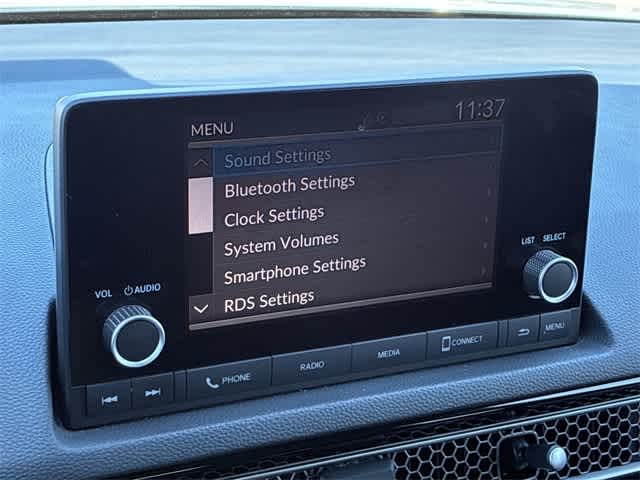 11:37
MENU
Sound Settings
Bluetooth Settings
Clock Settings
System Volumes
Smartphone Settings
RDS Settings
VOL AUDIO
LIST SELECT
PHONE RADIO MEDIA CONNECT MENU